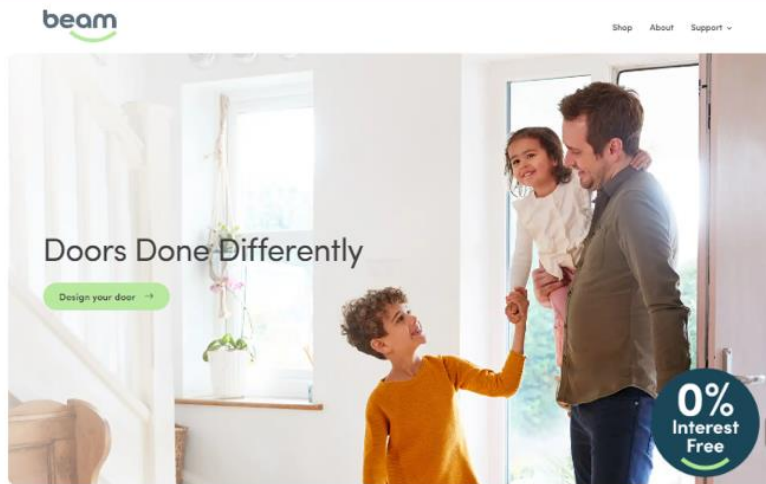 beam
Shop About Support
Doors Done Differently
Design your door →
0%
Interest
Free